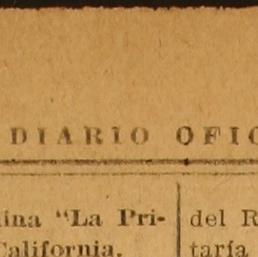 DIARIO OFIC
ina "La Pri-
California.
del R
taría